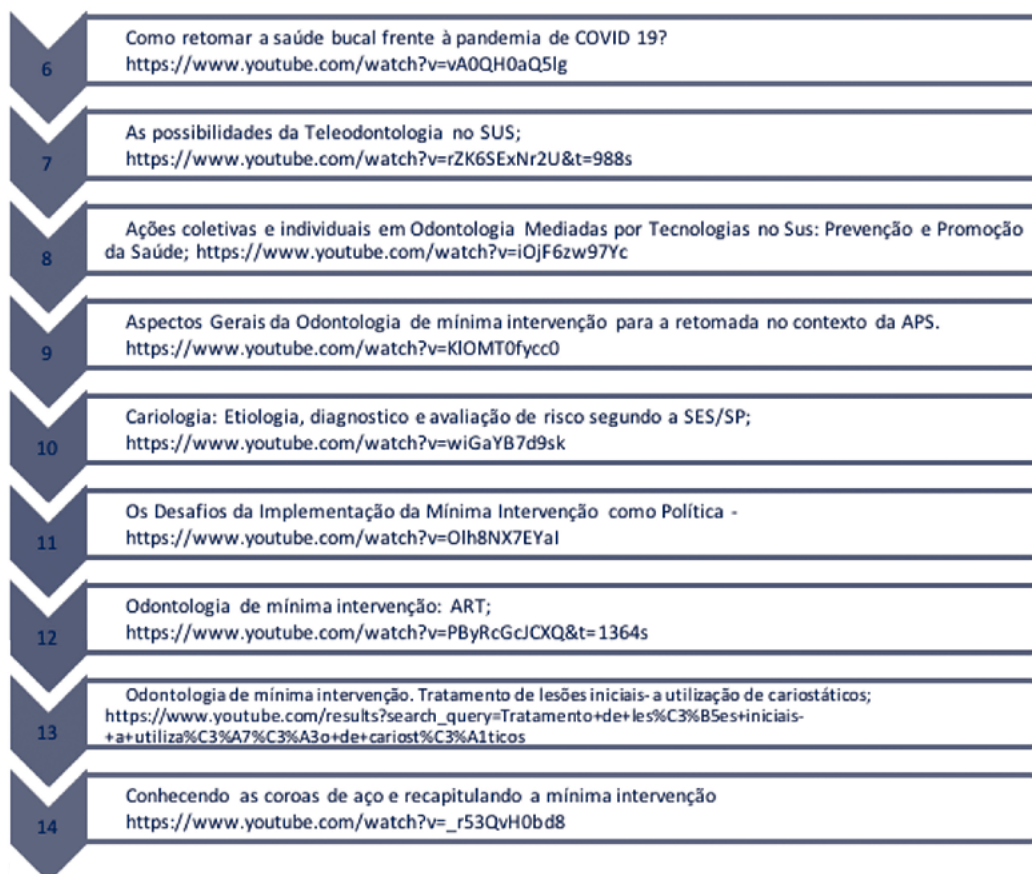 6
Como retomar a saúde bucal frente à pandemia de COVID 19?
https://www.youtube.com/watch?v=vA0QH0aQ5lg
7
As possibilidades da Teleodontologia no SUS;
https://www.youtube.com/watch?v=rZK6SExNr2U&t=988s
8
Ações coletivas e individuais em Odontologia Mediadas por Tecnologias no Sus: Prevenção e Promoção
da Saúde; https://www.youtube.com/watch?v=iOjF6zw97Yc
9
Aspectos Gerais da Odontologia de mínima intervenção para a retomada no contexto da APS.
https://www.youtube.com/watch?v=KlOMT0fycc0
10
Cariologia: Etiologia, diagnostico e avaliação de risco segundo a SES/SP;
https://www.youtube.com/watch?v=wiGaYB7d9sk
11
Os Desafios da Implementação da Mínima Intervenção como Política -
https://www.youtube.com/watch?v=Olh8NX7EYaI
12
Odontologia de mínima intervenção: ART;
https://www.youtube.com/watch?v=PByRcGcJCXQ&t=1364s
13
Odontologia de mínima intervenção. Tratamento de lesões iniciais- a utilização de cariostáticos;
https://www.youtube.com/results?search_query=Tratamento+de+les%C3%B5es+iniciais-
+a+utiliza%C3%A7%C3%A3o+de+cariost%C3%A1ticos
14
Conhecendo as coroas de aço e recapitulando a mínima intervenção
https://www.youtube.com/watch?v=_r53QvH0bd8